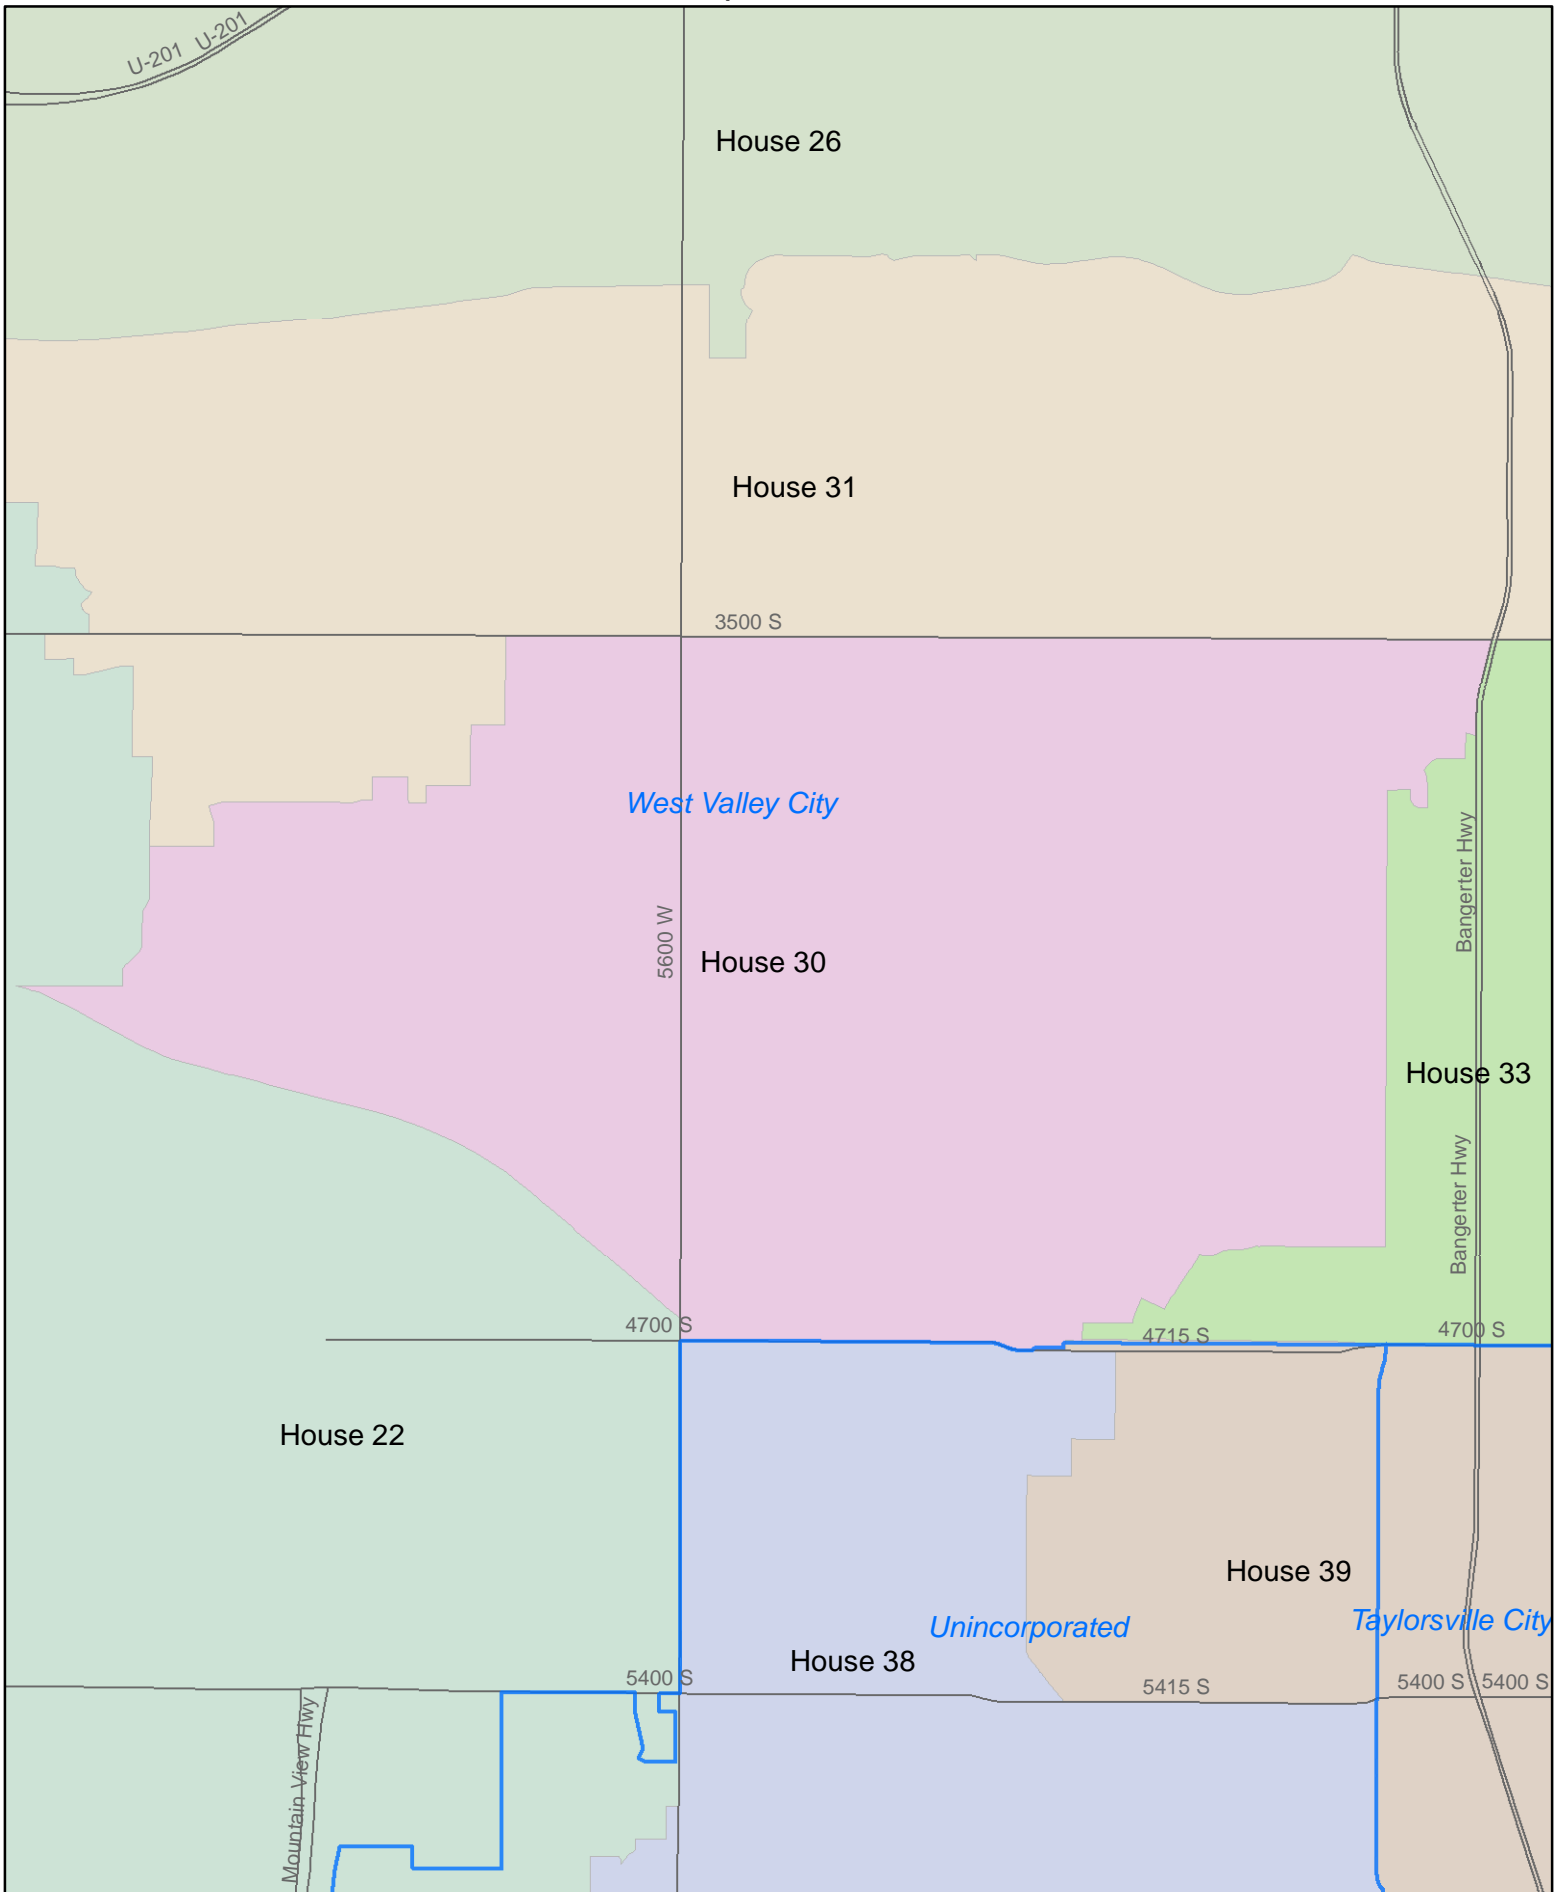 U-201 U-201
House 26
House 31
3500 S
West Valley City
5600 W
House 30
Bangerter Hwy
House 33
Bangerter Hwy
4700 S
4715 S
4700 S
House 22
House 39
Unincorporated
Taylorsville City
House 38
5400 S
5415 S
5400 S
5400 S
Mountain View Hwy